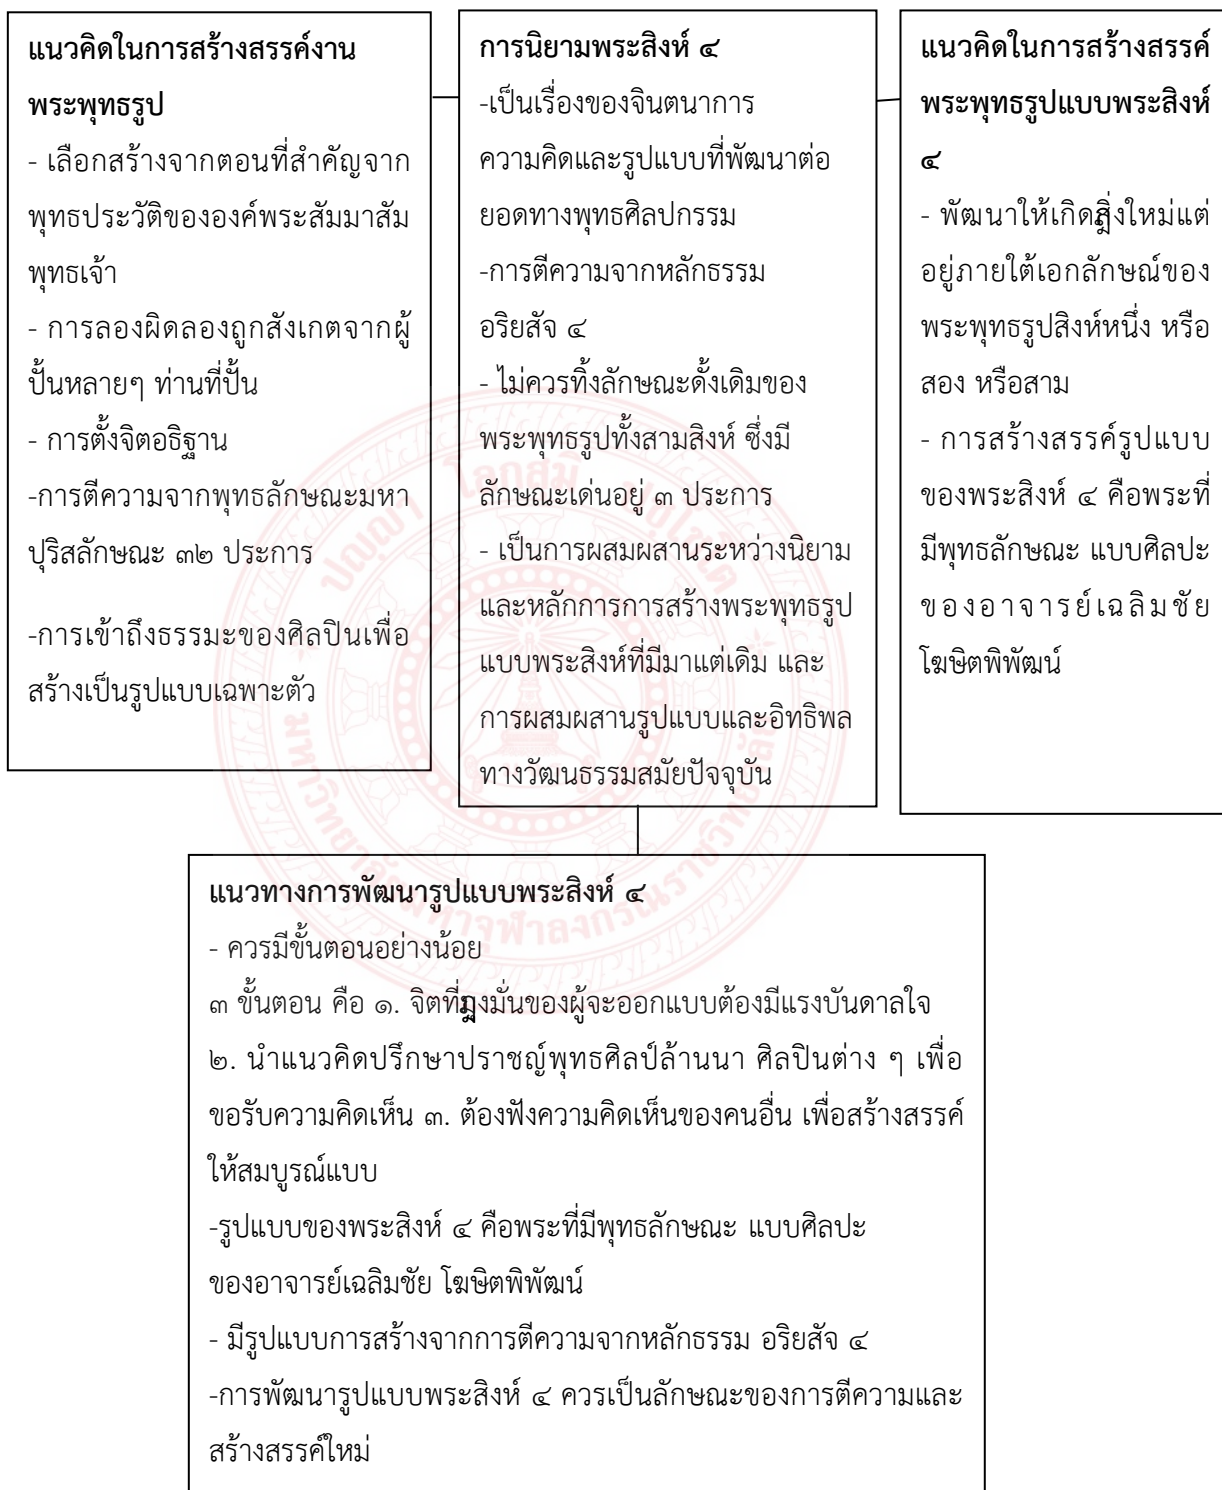 แนวคิดในการสร้างสรรค์งาน
พระพุทธรูป
- เลือกสร้างจากตอนที่สำคัญจาก
พุทธประวัติขององค์พระสัมมาสัม
พุทธเจ้า
- การลองผิดลองถูกสังเกตจากผู้
ปั้นหลายๆ ท่านที่ปั้น
- การตั้งจิตอธิฐาน
-การตีความจากพุทธลักษณะมหา
ปุริสลักษณะ ๓๒ ประการ
-การเข้าถึงธรรมะของศิลปินเพื่อ
สร้างเป็นรูปแบบเฉพาะตัว
การนิยามพระสิงห์ ๔
-เป็นเรื่องของจินตนาการ
ความคิดและรูปแบบที่พัฒนาต่อ
ยอดทางพุทธศิลปกรรม
-การตีความจากหลักธรรม
อริยสัจ ๔
- ไม่ควรทิ้งลักษณะดั้งเดิมของ
พระพุทธรูปทั้งสามสิงห์ ซึ่งมี
ลักษณะเด่นอยู่ ๓ ประการ
- เป็นการผสมผสานระหว่างนิยาม
และหลักการการสร้างพระพุทธรูป
แบบพระสิงห์ที่มีมาแต่เดิม และ
การผสมผสานรูปแบบและอิทธิพล
ทางวัฒนธรรมสมัยปัจจุบัน
แนวคิดในการสร้างสรรค์
พระพุทธรูปแบบพระสิงห์
๔
- พัฒนาให้เกิดสิ่งใหม่แต่
อยู่ภายใต้เอกลักษณ์ของ
พระพุทธรูปสิงห์หนึ่ง หรือ
สอง หรือสาม
- การสร้างสรรค์รูปแบบ
ของพระสิงห์ ๔ คือพระที่
มีพุทธลักษณะ แบบศิลปะ
ของอาจารย์เฉลิมชัย
โฆษิตพิพัฒน์
แนวทางการพัฒนารูปแบบพระสิงห์ ๔
- ควรมีขั้นตอนอย่างน้อย
๓ ขั้นตอน คือ ๑. จิตที่มุ่งมั่นของผู้จะออกแบบต้องมีแรงบันดาลใจ
๒. นำแนวคิดปรึกษาปราชญ์พุทธศิลป์ล้านนา ศิลปินต่าง ๆ เพื่อ
ขอรับความคิดเห็น ๓. ต้องฟังความคิดเห็นของคนอื่น เพื่อสร้างสรรค์
ให้สมบูรณ์แบบ
-รูปแบบของพระสิงห์ ๔ คือพระที่มีพุทธลักษณะ แบบศิลปะ
ของอาจารย์เฉลิมชัย โฆษิตพิพัฒน์
- มีรูปแบบการสร้างจากการตีความจากหลักธรรม อริยสัจ ๔
-การพัฒนารูปแบบพระสิงห์ ๔ ควรเป็นลักษณะของการตีความและ
สร้างสรรค์ใหม่
ปญฺญา โลกสฺมิ ปชฺโชโต
มหาวิทยาลัยมหาจุฬาลงกรณราชวิทยาลัย